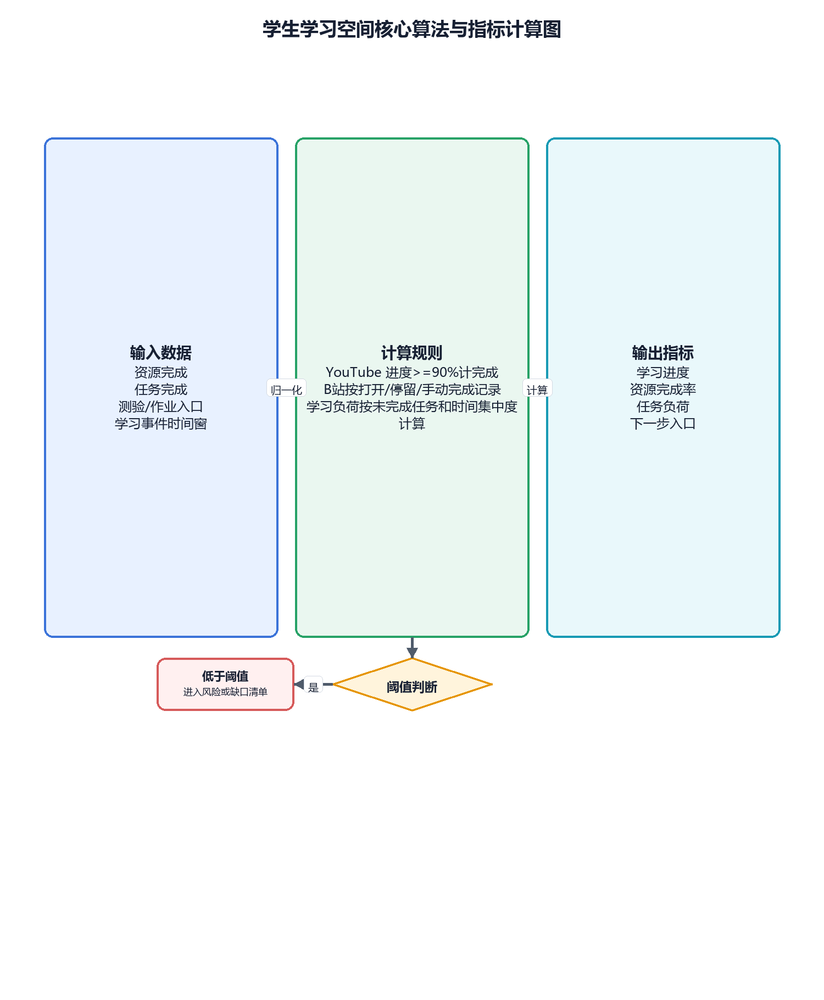 学生学习空间核心算法与指标计算图
输入数据
资源完成
任务完成
测验/作业入口
学习事件时间窗
归一化
计算规则
YouTube 进度>=90%计完成
B站按打开/停留/手动完成记录
学习负荷按未完成任务和时间集中度
计算
计算
输出指标
学习进度
资源完成率
任务负荷
下一步入口
低于阈值
进入风险或缺口清单
是
阈值判断